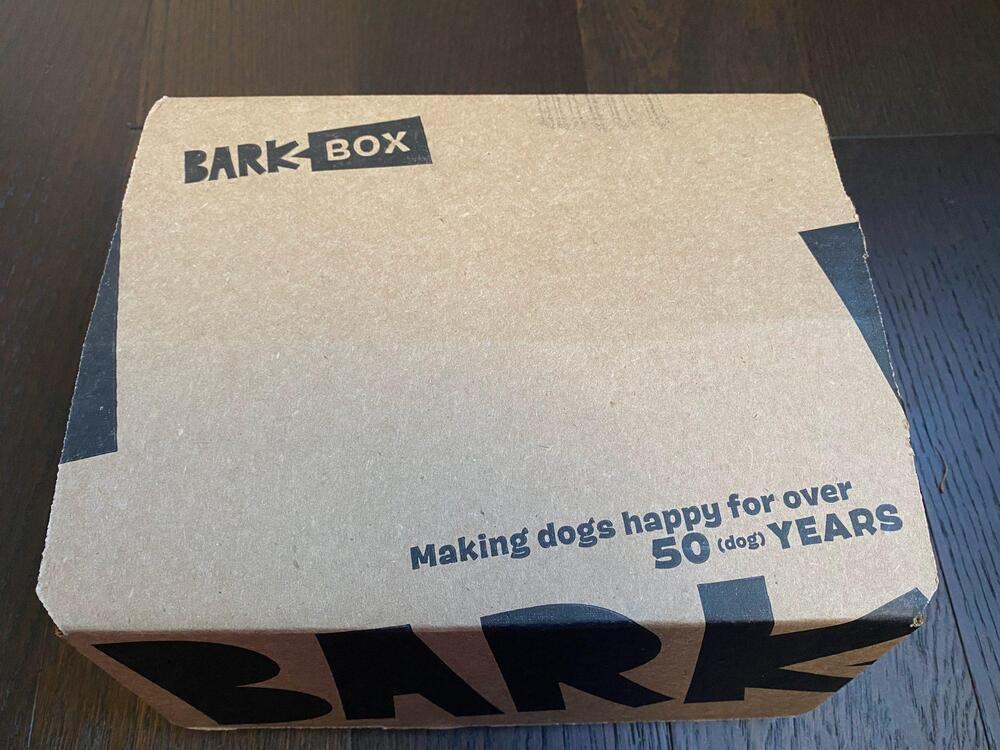 BARK BOX
Making dogs happy for over
50 (dog) YEARS
BARK